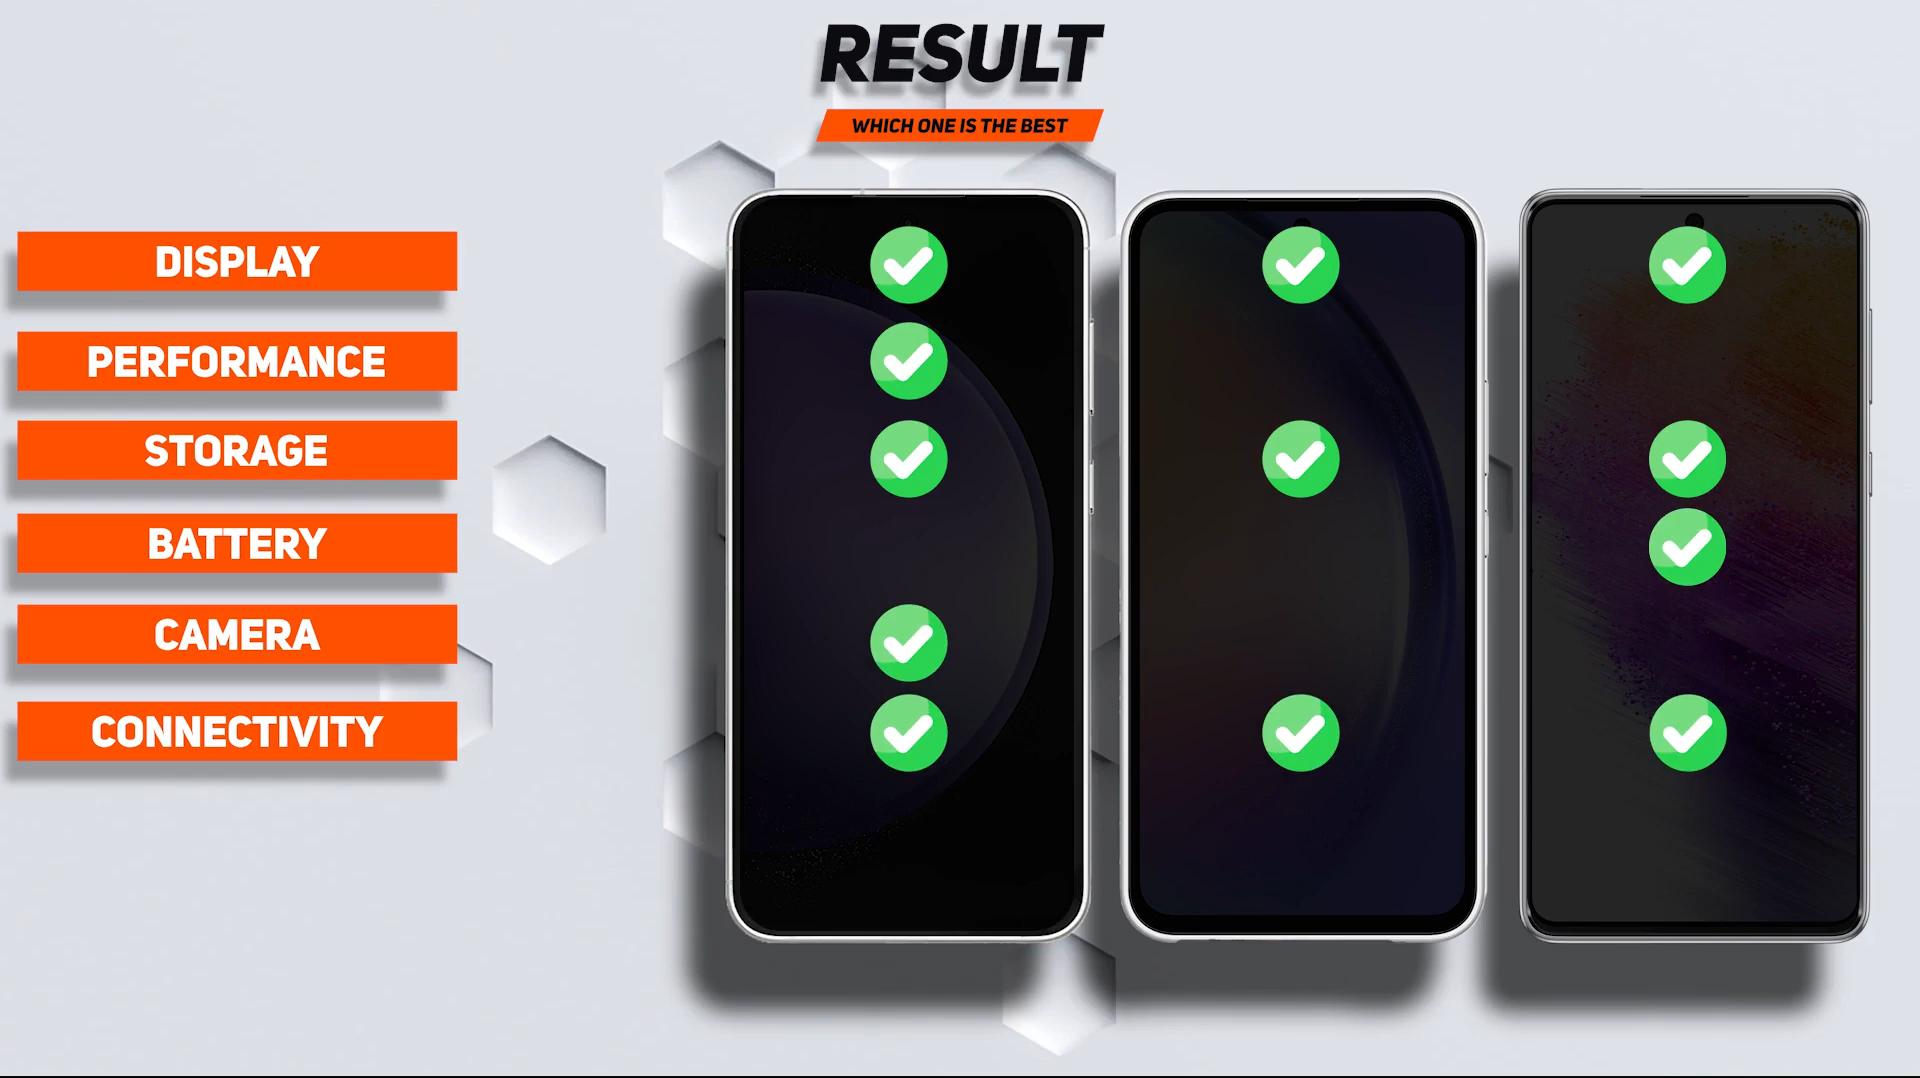 RESULT
WHICH ONE IS THE BEST
DISPLAY
PERFORMANCE
STORAGE
BATTERY
CAMERA
CONNECTIVITY